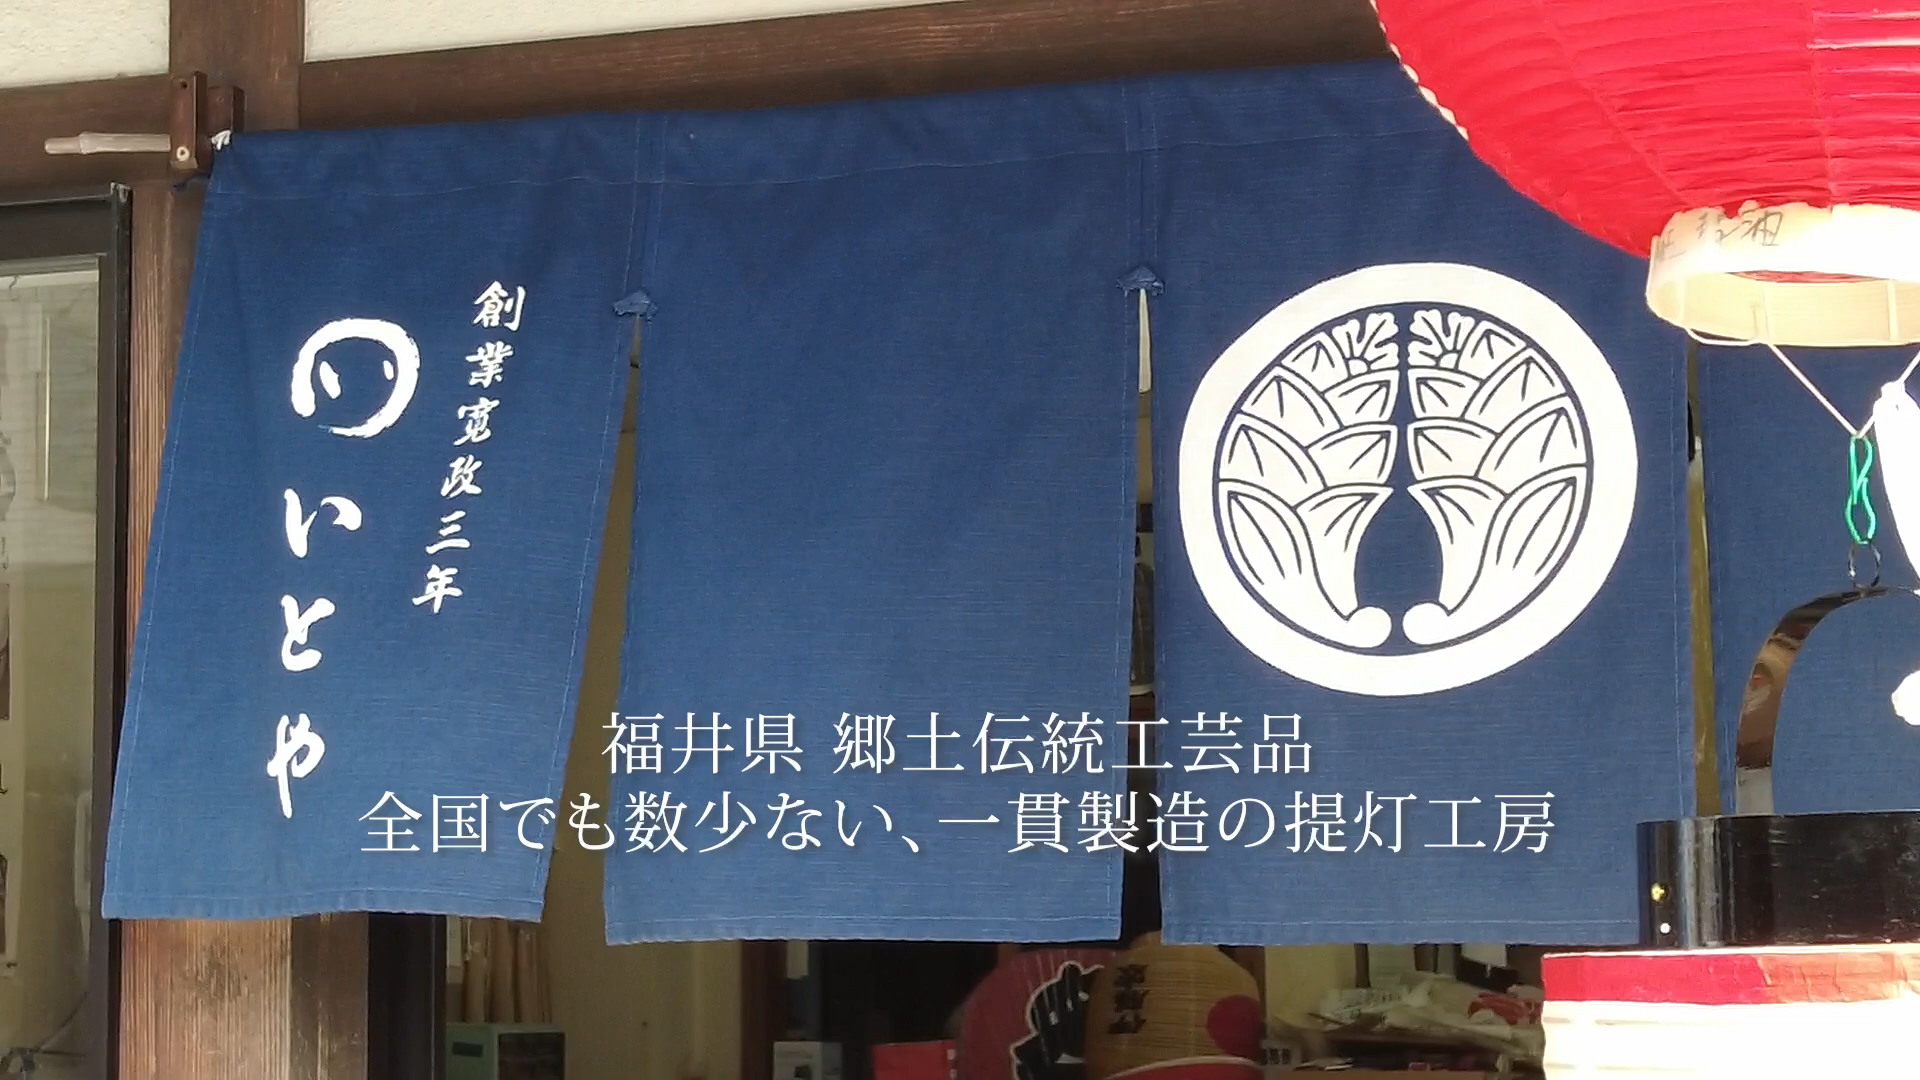 創業寛政三年
いとや
福井県 郷土伝統工芸品
全国でも数少ない、一貫製造の提灯工房